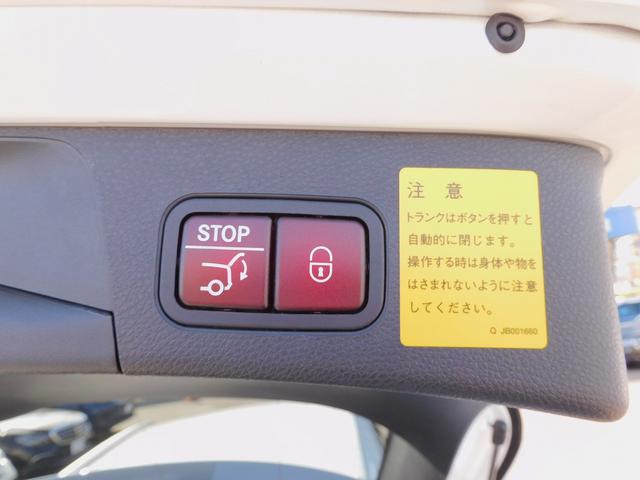 STOP
注意
トランクはボタンを押すと
自動的に閉じます。
操作する時は身体や物を
はさまれないように注意
してください。
Q JB001660